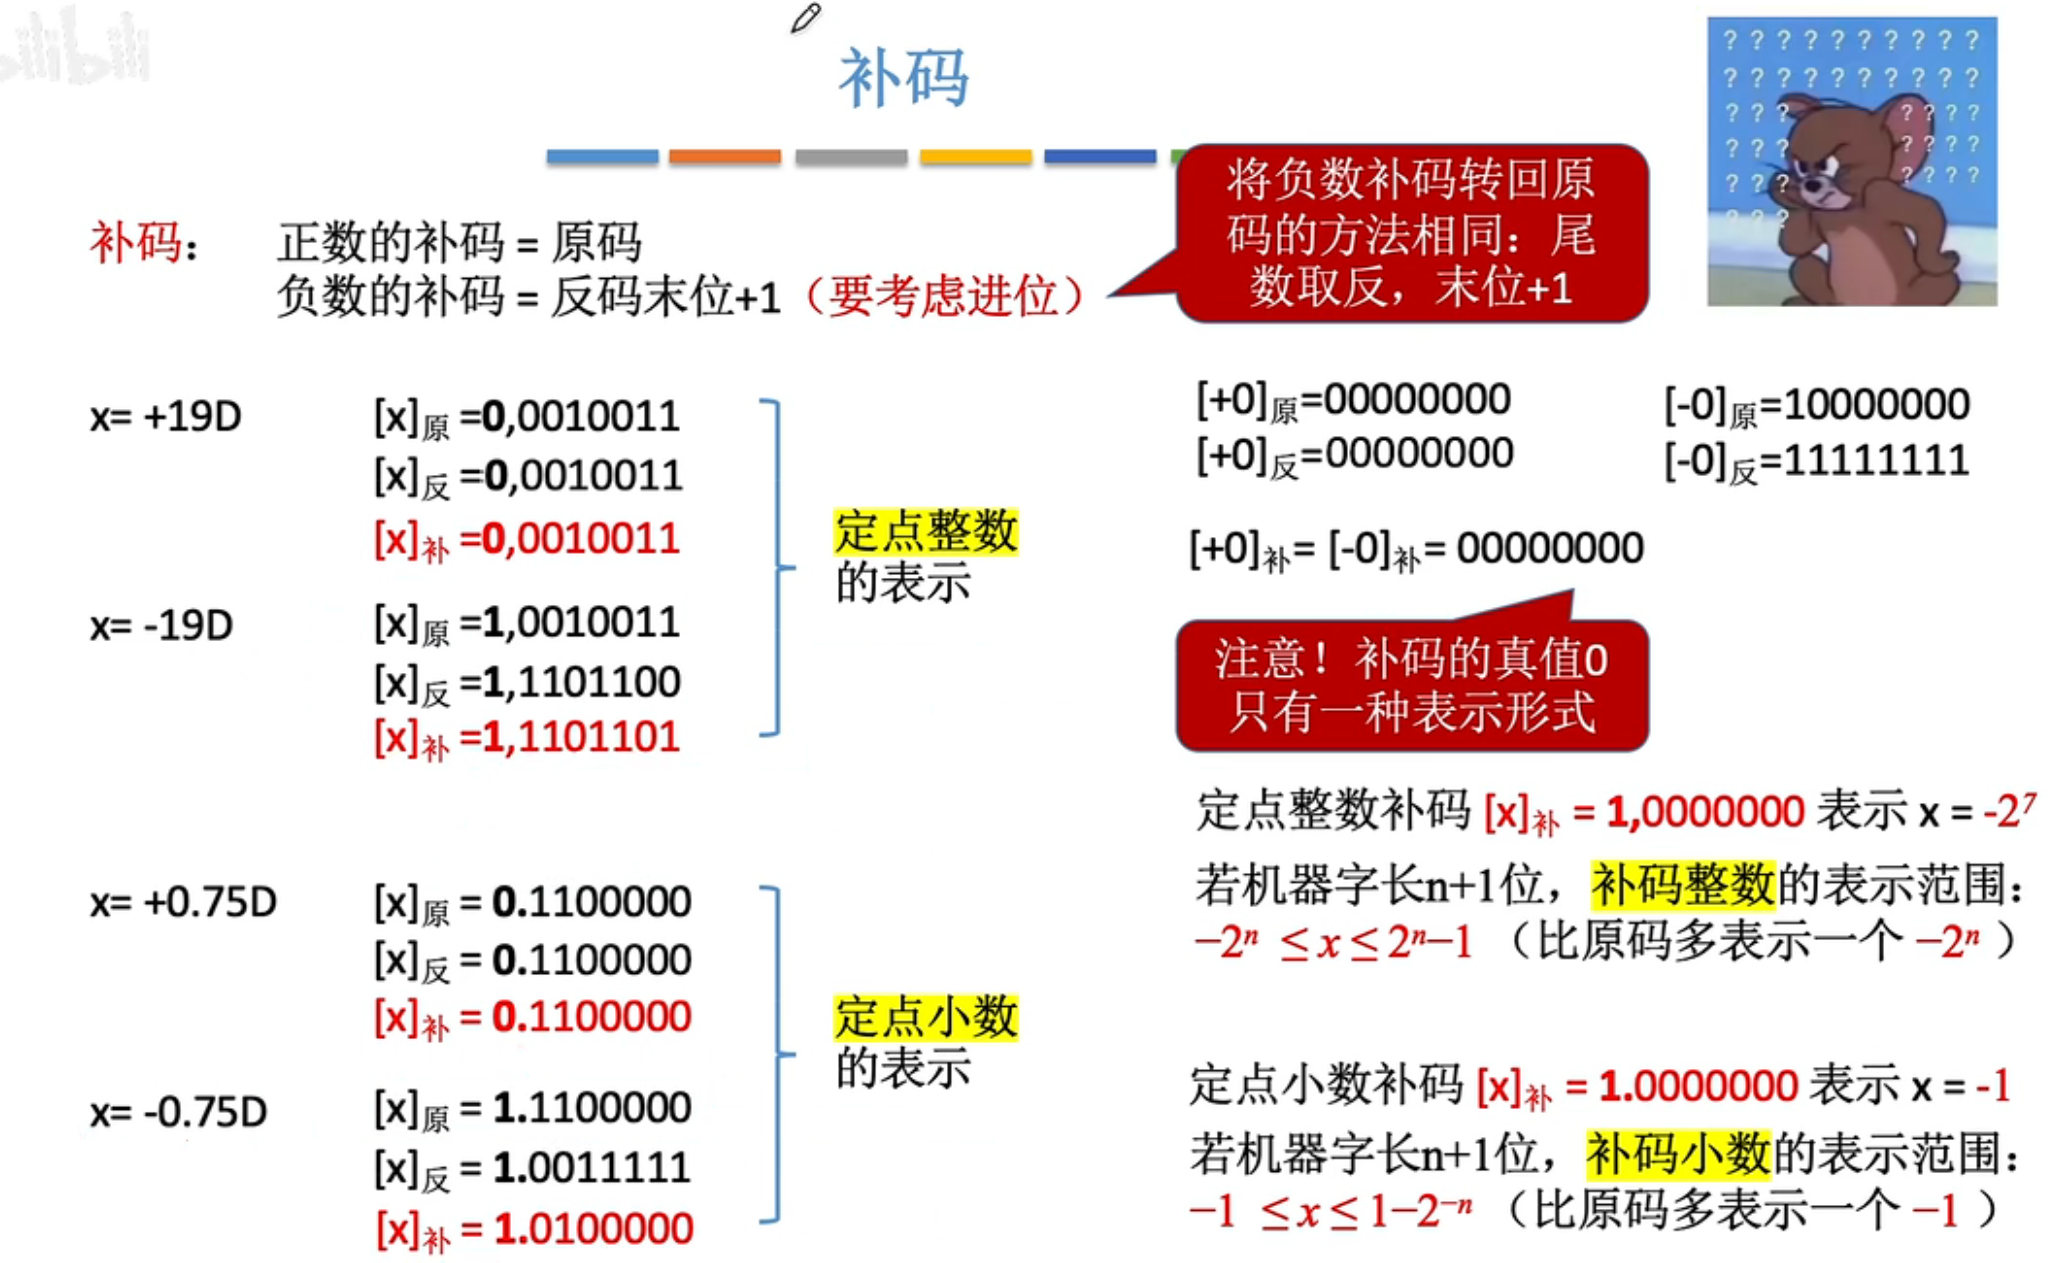 bilibili
补码
将负数补码转回原
码的方法相同：尾
数取反，末位+1
? ? ? ? ? ? ? ? ? ?
? ? ? ? ? ? ? ? ? ?
? ? ? ? ? ? ?
? ? ? ? ? ? ?
? ? ? ? ? ? ?
? ? ?
补码： 正数的补码 = 原码
负数的补码 = 反码末位+1（要考虑进位）
x= +19D [x]原 =0,0010011
[x]反 =0,0010011
[x]补 =0,0010011
x= -19D [x]原 =1,0010011
[x]反 =1,1101100
[x]补 =1,1101101
定点整数
的表示
x= +0.75D [x]原 = 0.1100000
[x]反 = 0.1100000
[x]补 = 0.1100000
x= -0.75D [x]原 = 1.1100000
[x]反 = 1.0011111
[x]补 = 1.0100000
定点小数
的表示
[+0]原=00000000 [-0]原=10000000
[+0]反=00000000 [-0]反=11111111
[+0]补= [-0]补= 00000000
注意！补码的真值0
只有一种表示形式
定点整数补码 [x]补 = 1,0000000 表示 x = -2⁷
若机器字长n+1位，补码整数的表示范围：
−2ⁿ ≤ x ≤ 2ⁿ−1 （比原码多表示一个 −2ⁿ ）
定点小数补码 [x]补 = 1.0000000 表示 x = -1
若机器字长n+1位，补码小数的表示范围：
−1 ≤ x ≤ 1−2⁻ⁿ （比原码多表示一个 −1 ）